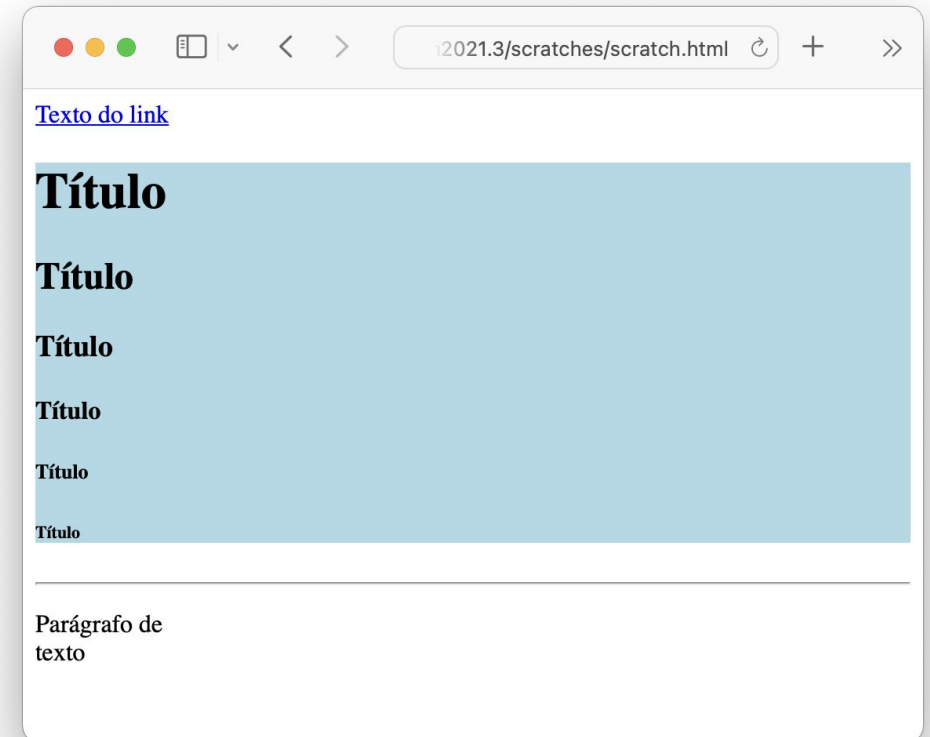 2021.3/scratches/scratch.html
Texto do link
Título
Título
Título
Título
Título
Título
Parágrafo de
texto